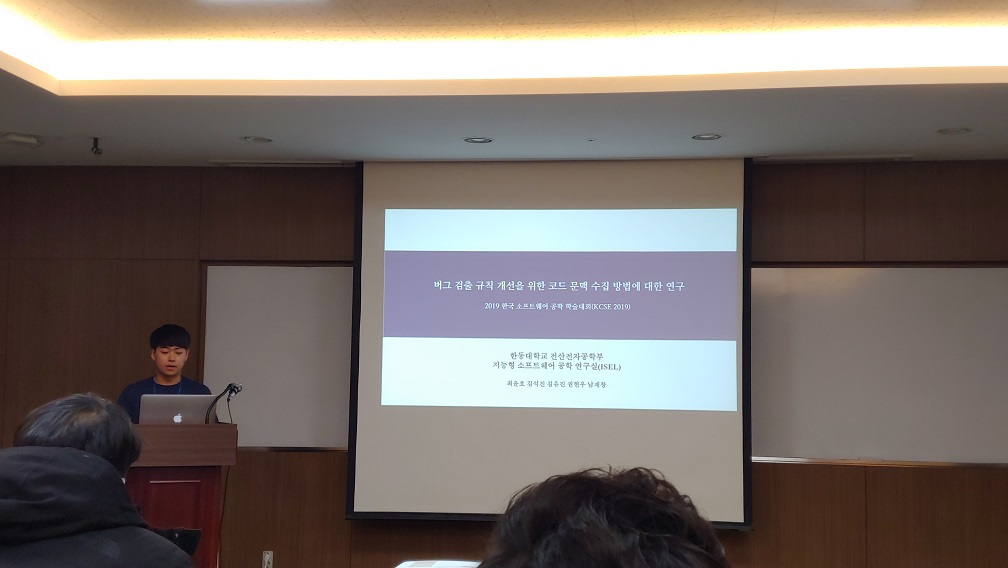 버그 검출 규칙 개선을 위한 코드 문맥 수집 방법에 대한 연구
2019 한국 소프트웨어 공학 학술대회(KCSE 2019)
한동대학교 전산전자공학부
지능형 소프트웨어 공학 연구실(ISEL)
최윤호 김석진 김유진 권현우 남재창